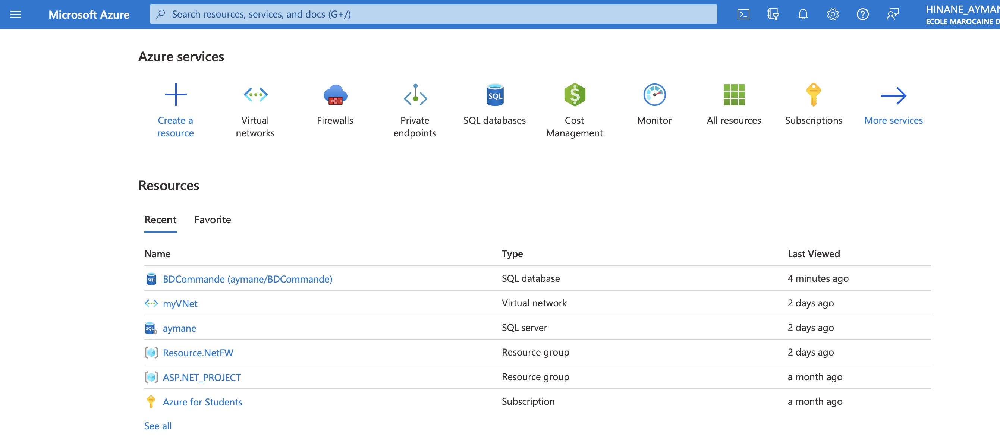 Microsoft Azure
Search resources, services, and docs (G+/)
HINANE_AYMAN
ECOLE MAROCAINE D
Azure services
Create a resource
Virtual networks
Firewalls
Private endpoints
SQL databases
Cost Management
Monitor
All resources
Subscriptions
More services
Resources
Recent Favorite
Name Type Last Viewed
SQL BDCommande (aymane/BDCommande) SQL database 4 minutes ago
myVNet Virtual network 2 days ago
SQL aymane SQL server 2 days ago
Resource.NetFW Resource group 2 days ago
ASP.NET_PROJECT Resource group a month ago
Azure for Students Subscription a month ago
See all